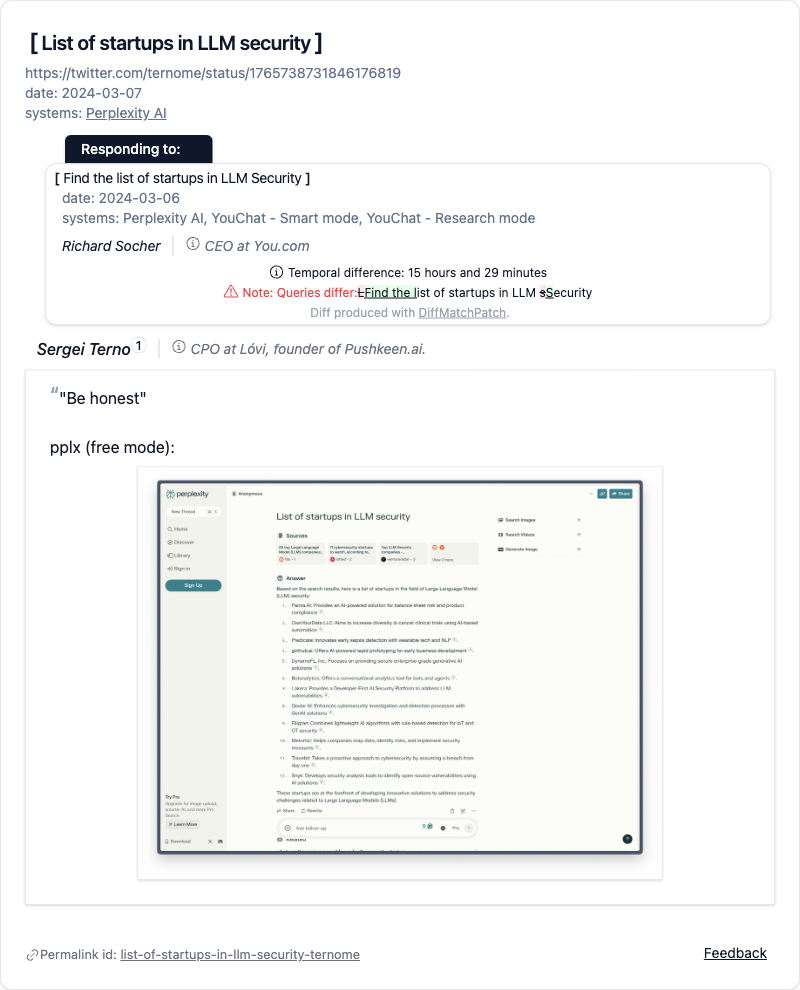 [ List of startups in LLM security ]
https://twitter.com/ternome/status/1765738731846176819
date: 2024-03-07
systems: Perplexity AI
Responding to:
[ Find the list of startups in LLM Security ]
date: 2024-03-06
systems: Perplexity AI, YouChat - Smart mode, YouChat - Research mode
Richard Socher CEO at You.com
Temporal difference: 15 hours and 29 minutes
Note: Queries differ:LFind the list of startups in LLM sSecurity
Diff produced with DiffMatchPatch.
Sergei Terno 1 CPO at Lóvi, founder of Pushkeen.ai.
“"Be honest"
pplx (free mode):
perplexity
Anonymous
Share
New Thread
Home
Discover
Library
Sign in
Sign Up
List of startups in LLM security
Search Images
Search Videos
Generate Image
Sources
View 2 more
Answer
Based on the search results, here is a list of startups in the field of Large Language Model
(LLM) security:
1. Panza.AI: Provides an AI-powered solution for balance sheet risk and product
compliance
2. OwnYourData LLC: Aims to increase diversity in cancer clinical trials using AI-based
automation
3. Predicate: Innovates early sepsis detection with wearable tech and NLP
4. gethubai: Offers AI-powered rapid prototyping for early business development
5. DynamoFL, Inc.: Focuses on providing secure enterprise-grade generative AI
solutions
6. Botanalytics: Offers a conversational analytics tool for bots and agents
7. Lakera: Provides a Developer-First AI Security Platform to address LLM
vulnerabilities
8. AI: Enhances cybersecurity investigation and detection processes with
GenAI solutions
9. Filigran: Combines lightweight AI algorithms with rule-based detection for IoT and
OT security
10. Metomic: Helps companies map data, identify risks, and implement security
measures
11. Traceable: Takes a proactive approach to cybersecurity by assuming a breach from
day one
12. Snyk: Develops security analysis tools to identify open-source vulnerabilities using
AI solutions
These startups are at the forefront of developing innovative solutions to address security
challenges related to Large Language Models (LLMs).
Share Rewrite
Ask follow-up
Pro
Related
Try Pro
Upgrade for image upload,
smarter AI, and more Pro
Search.
Learn More
Download
Permalink id: list-of-startups-in-llm-security-ternome
Feedback